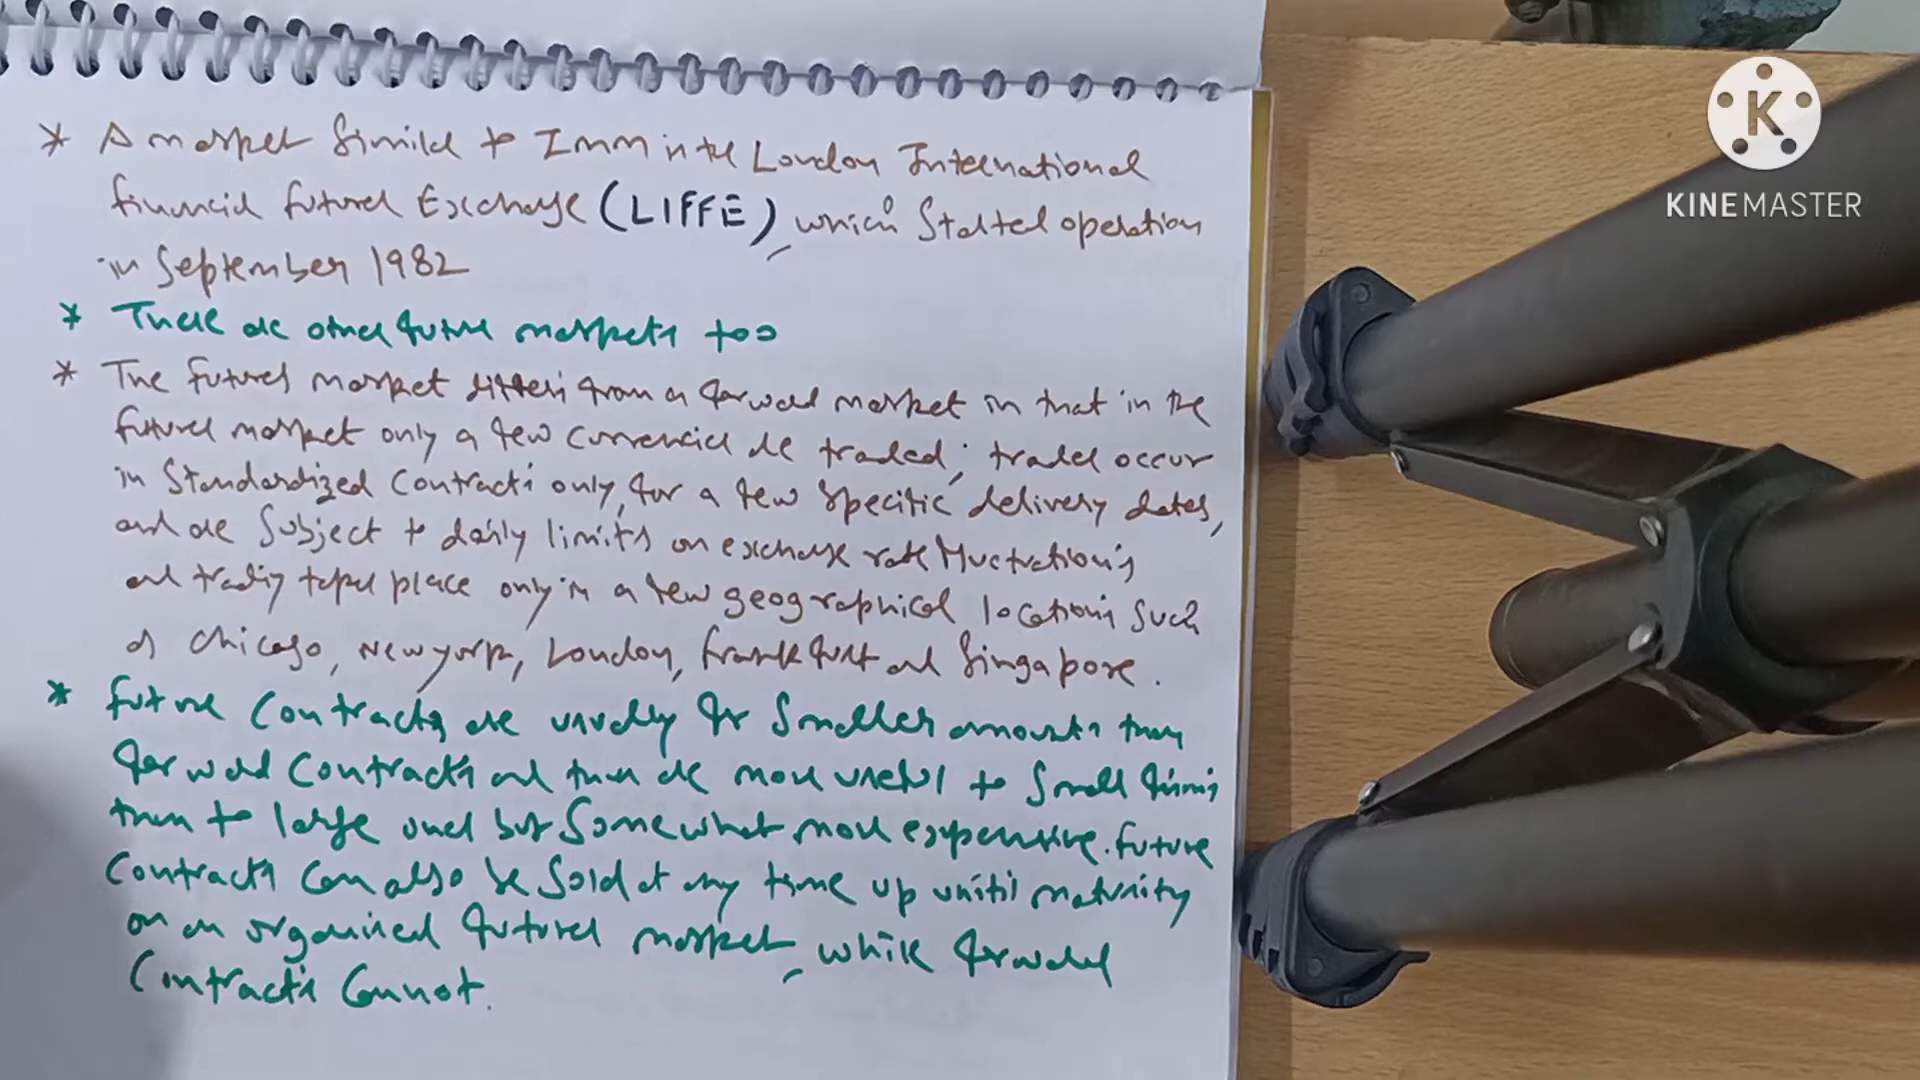 * A market Similar to IMM is the London International
financial futures Exchange (LIFFE), which Started operation
in September 1982
* There are other future markets too
* The futures market differs from a forward market in that in the
futures market only a few currencies are traded; trades occur
in Standardized Contracts only, for a few specific delivery dates,
and are Subject to daily limits on exchange rate fluctuations
and trading takes place only in a few geographical locations such
as Chicago, New york, London, frankfurt and Singapore.
* future Contracts are usually for Smaller amounts than
forward Contracts and thus are more useful to Small firms
than to large ones but Somewhat more expensive. future
Contracts Can also be Sold at any time up until maturity
on an organised futures market, while forward
Contracts Cannot.
K
KINEMASTER